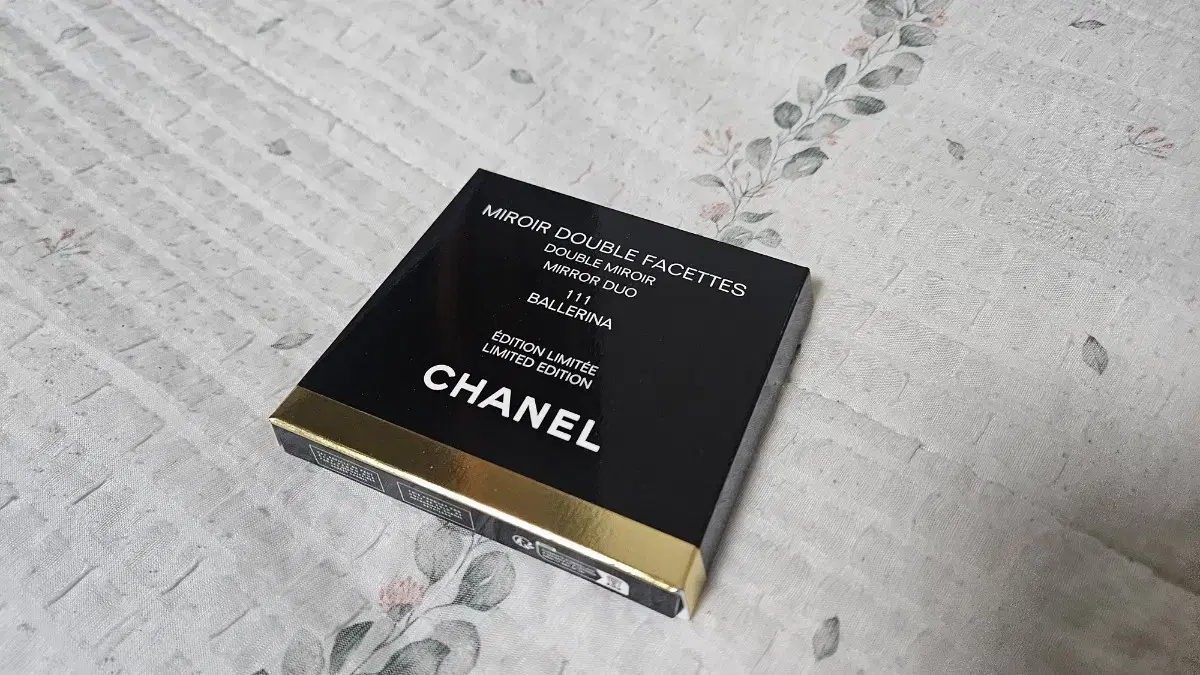 MIROIR DOUBLE FACETTES
DOUBLE MIROIR
MIRROR DUO
111
BALLERINA
ÉDITION LIMITÉE
LIMITED EDITION
CHANEL